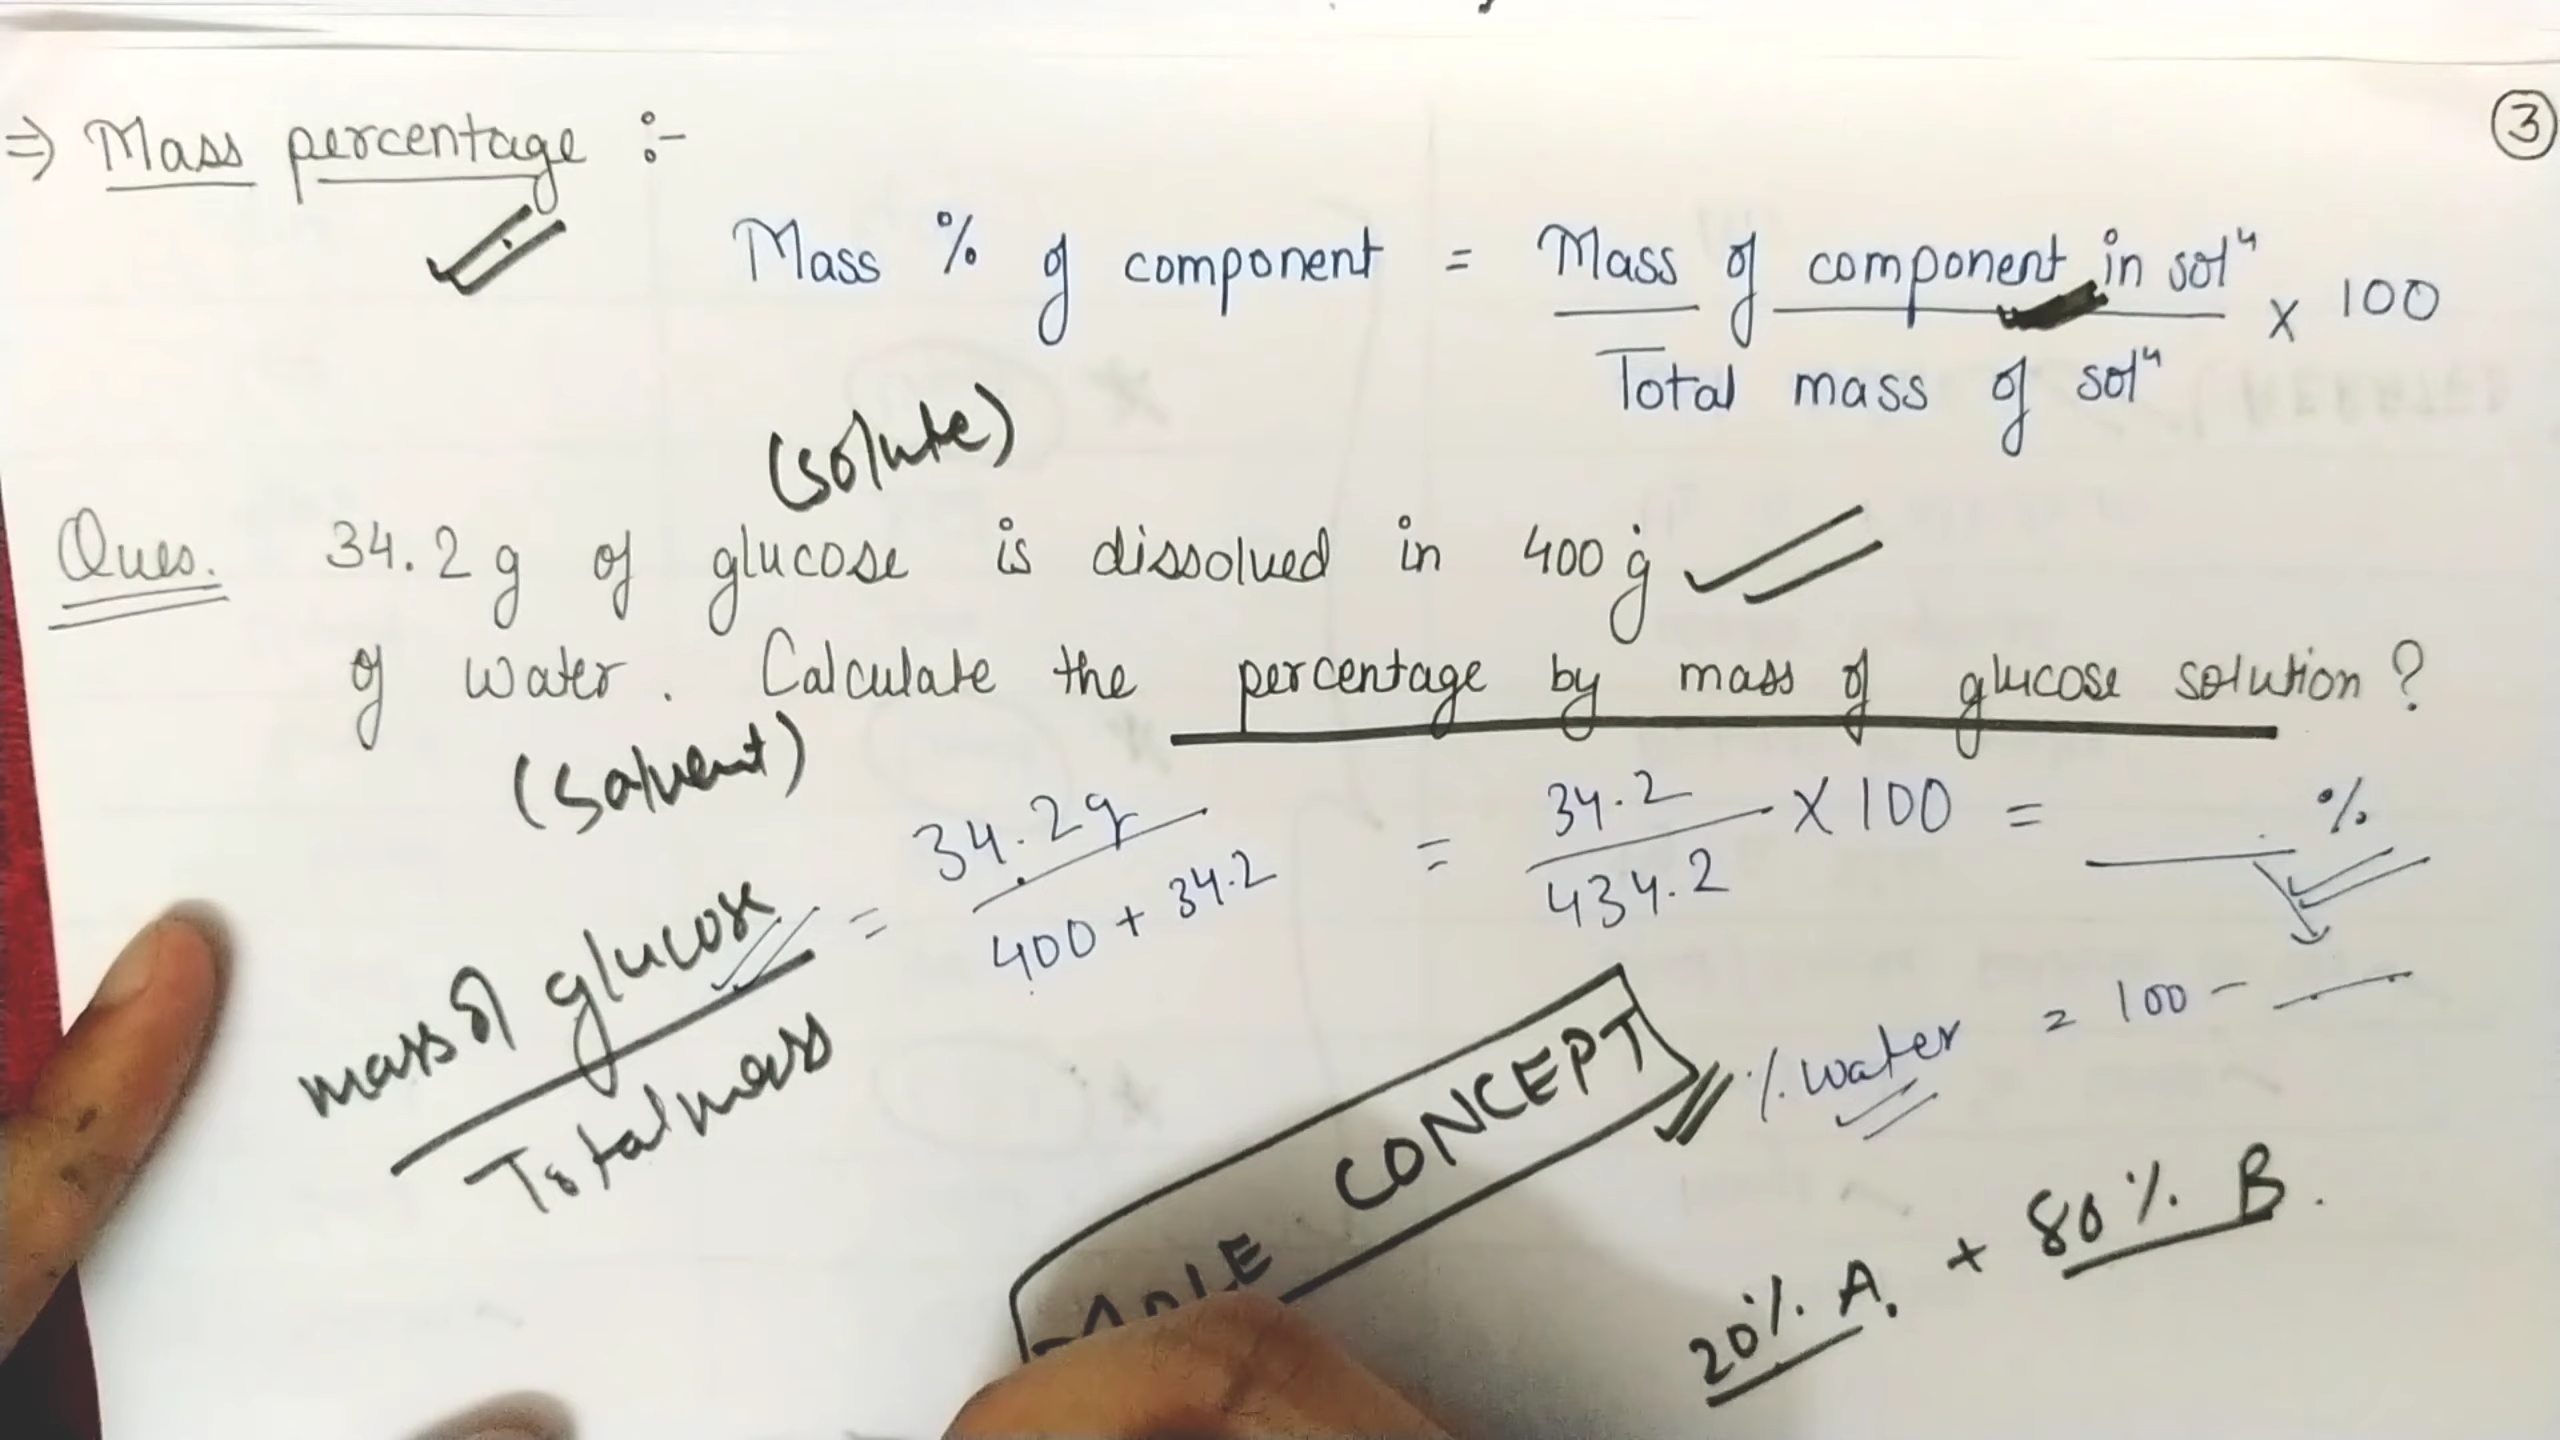 ③
⇒ Mass percentage :-
Mass % of component = Mass of component in solⁿ / Total mass of solⁿ × 100
(solute)
Ques. 34.2 g of glucose is dissolved in 400 g
of water. Calculate the percentage by mass of glucose solution ?
(Solvent)
mass of glucose / Total mass = 34.2g / 400 + 34.2 = 34.2 / 434.2 × 100 = ____ %
% water = 100 - ____
CONCEPT
20% A. + 80% B.